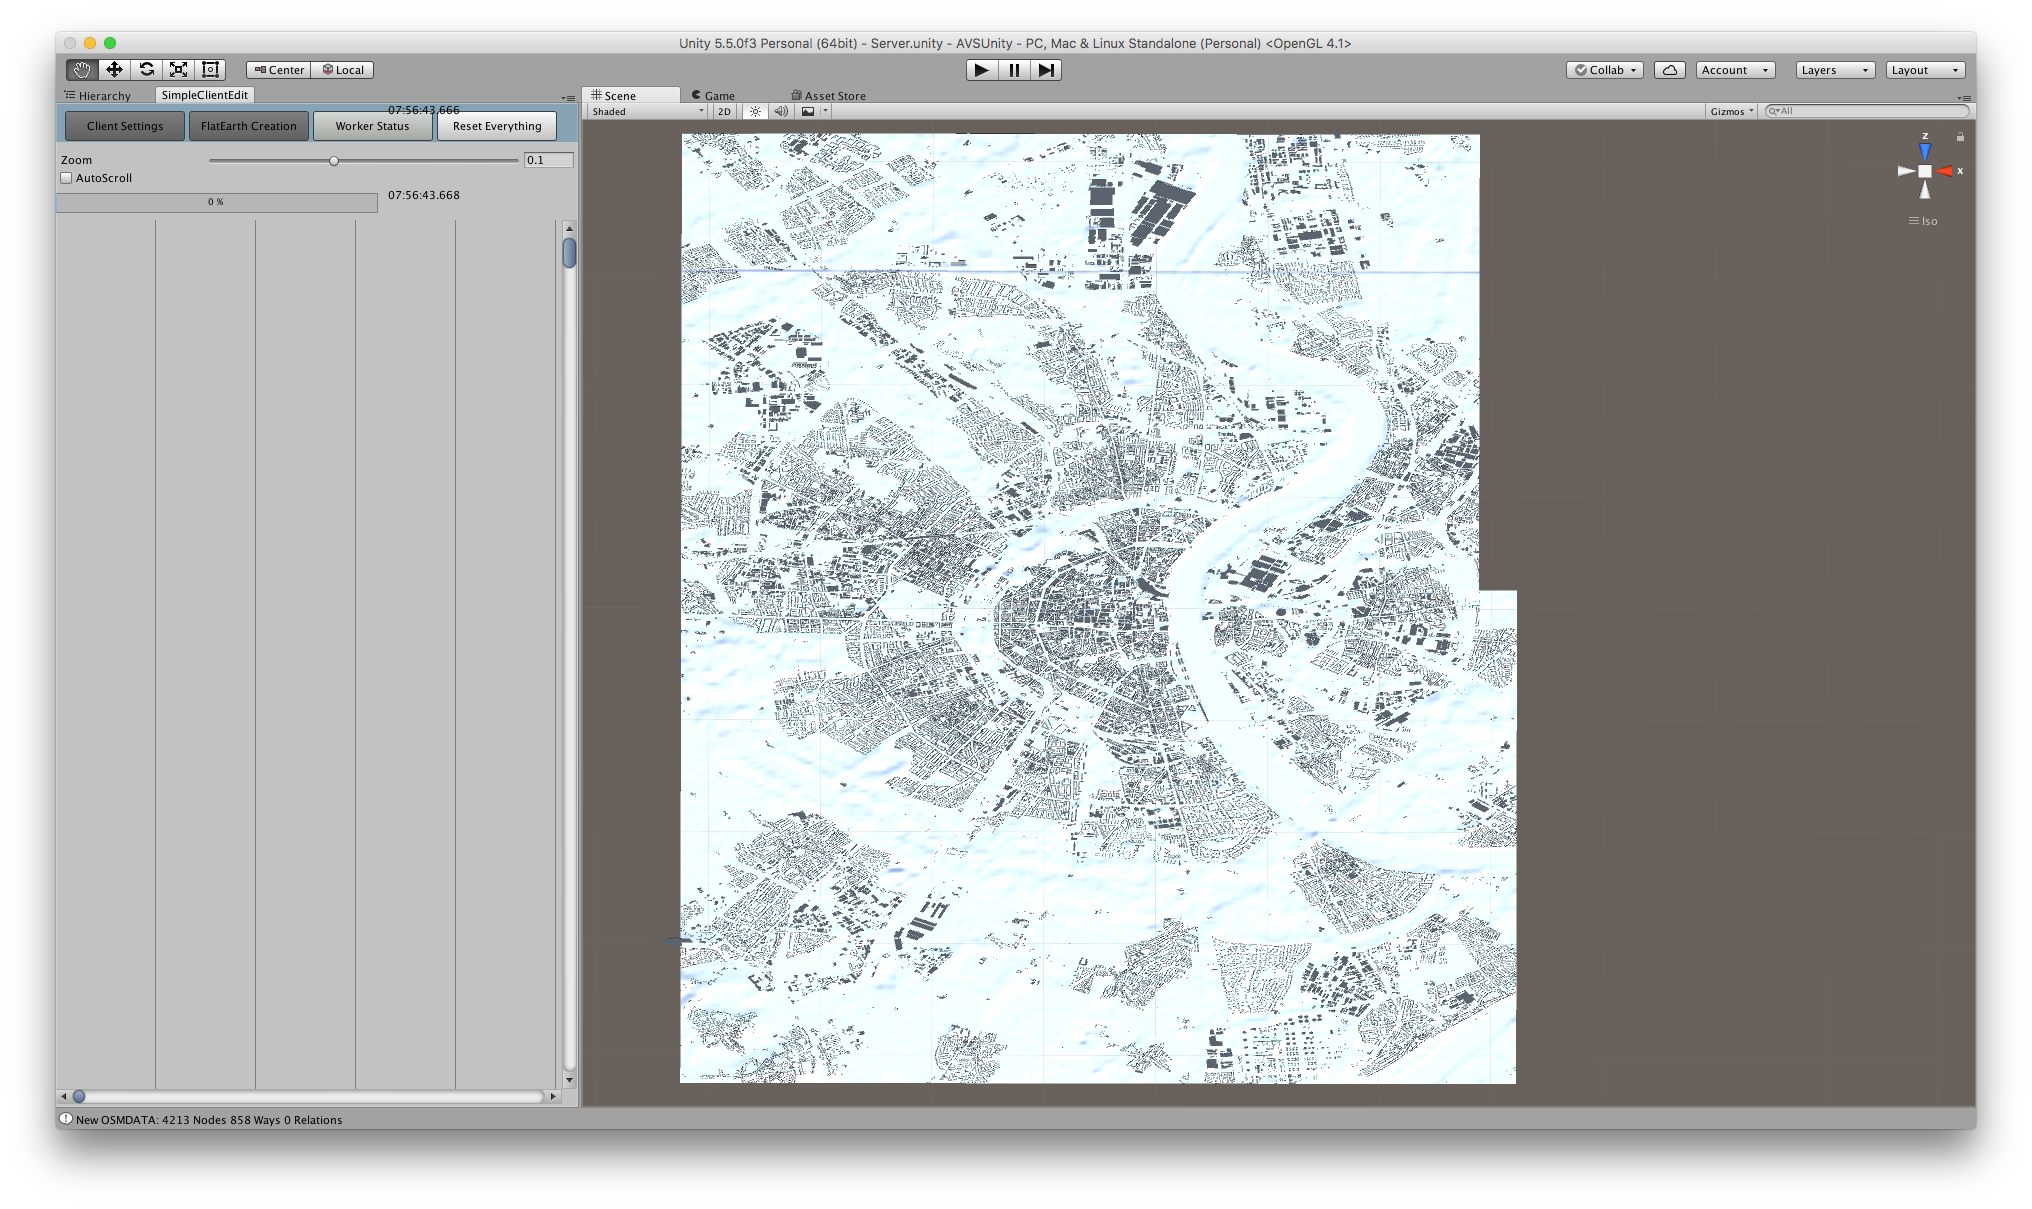 Unity 5.5.0f3 Personal (64bit) - Server.unity - AVSUnity - PC, Mac & Linux Standalone (Personal) <OpenGL 4.1>
Center Local Collab Account Layers Layout
Hierarchy SimpleClientEdit
07:56:43.666
Client Settings FlatEarth Creation Worker Status Reset Everything
Zoom 0.1
AutoScroll
0 % 07:56:43.668
Scene Game Asset Store
Shaded 2D Gizmos All
z
x
Iso
New OSMDATA: 4213 Nodes 858 Ways 0 Relations